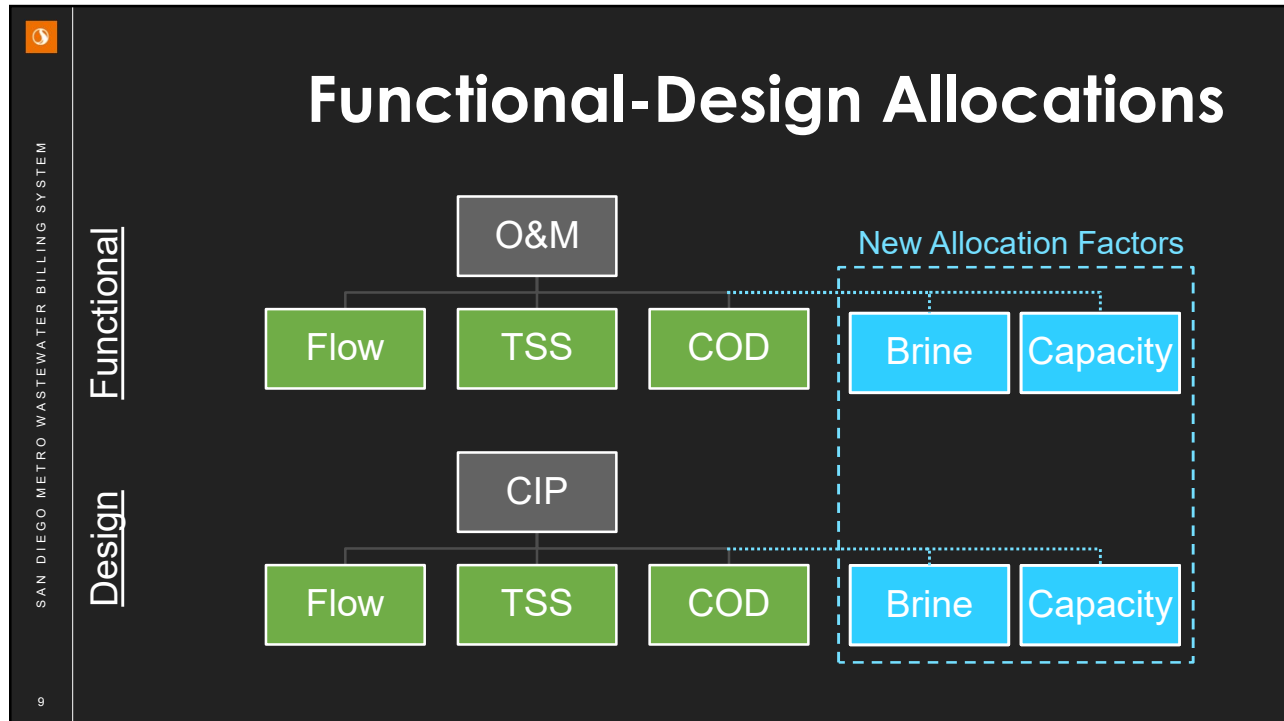 Functional-Design Allocations
SAN DIEGO METRO WASTEWATER BILLING SYSTEM
Functional
O&M
New Allocation Factors
Flow
TSS
COD
Brine
Capacity
Design
CIP
Flow
TSS
COD
Brine
Capacity
9